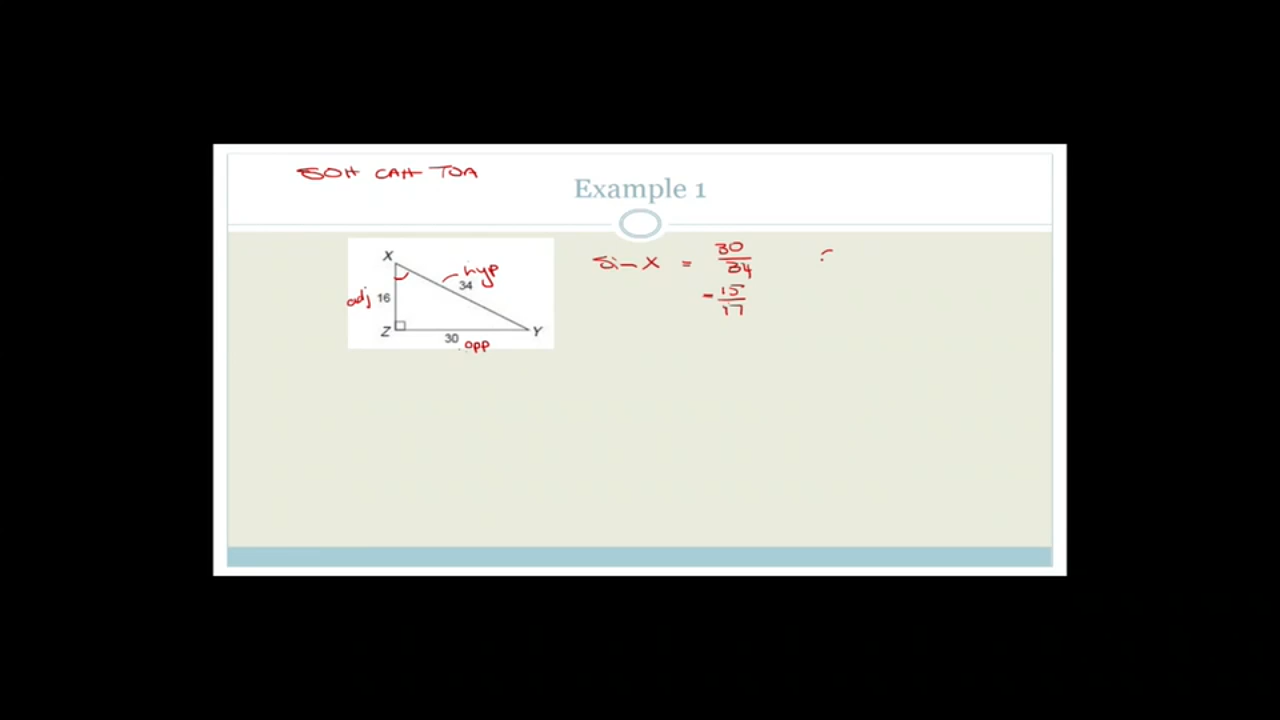 SOH CAH TOA
Example 1
X
hyp
34
adj 16
Z
Y
30 opp
Sin X = 30/34
= 15/17